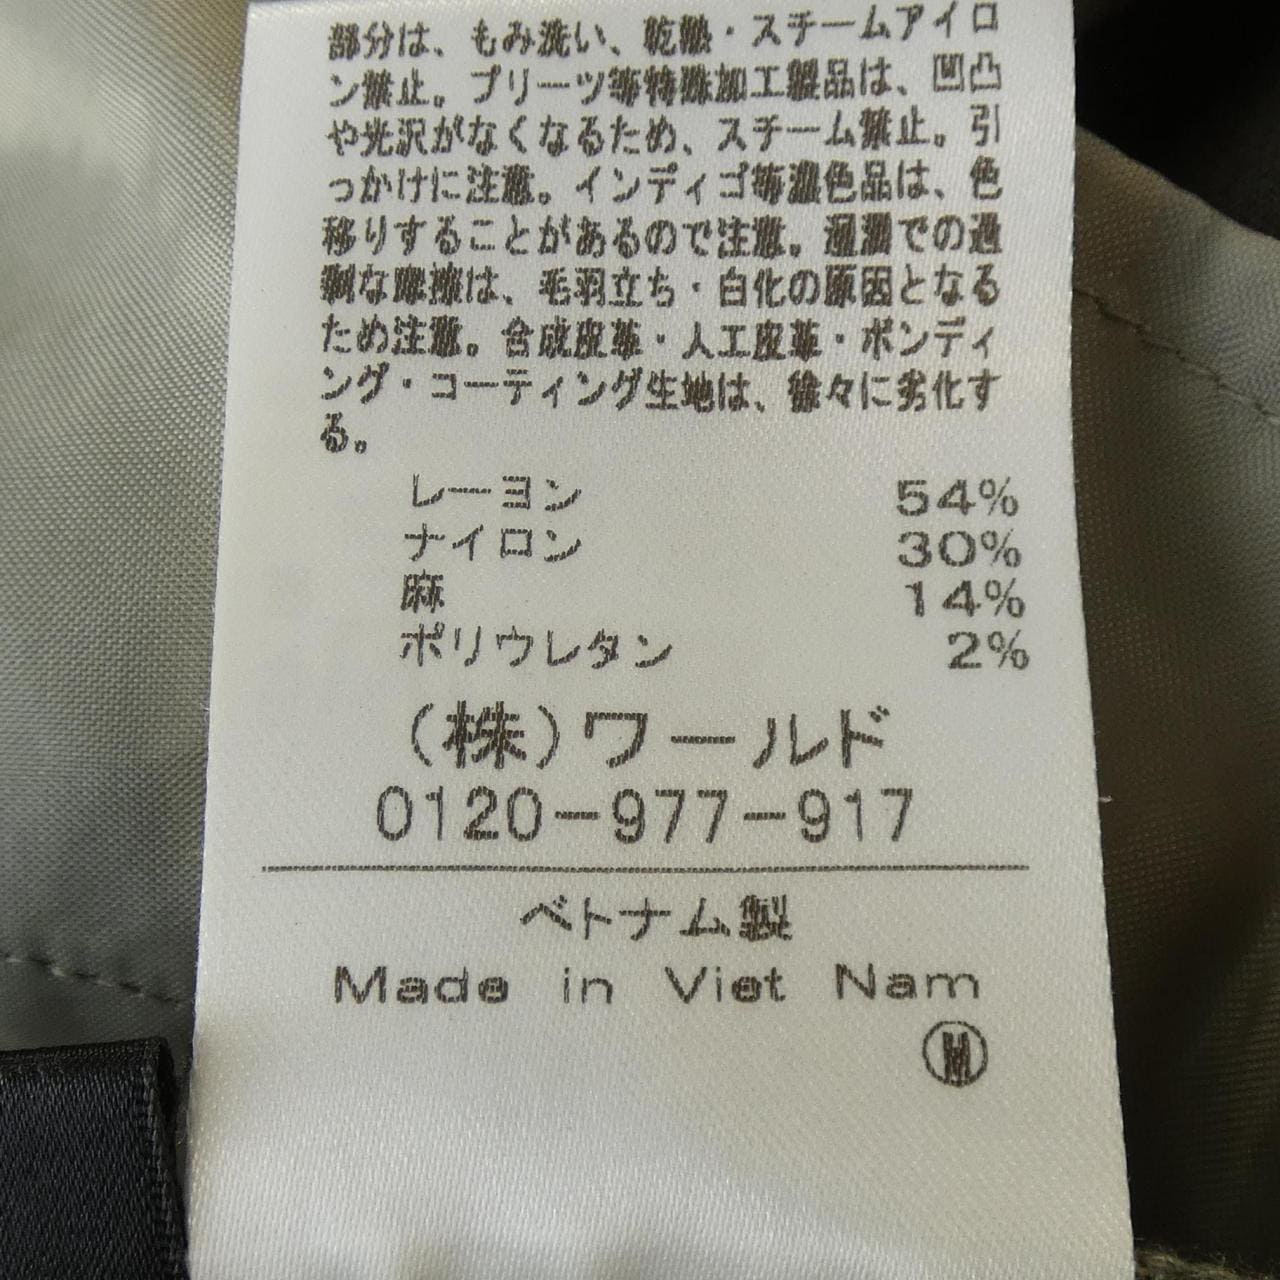 部分は、もみ洗い、乾燥・スチームアイロ
ン禁止。プリーツ等特殊加工製品は、凹凸
や光沢がなくなるため、スチーム禁止。引
っかけに注意。インディゴ等濃色品は、色
移りすることがあるので注意。湿潤での過
剰な摩擦は、毛羽立ち・白化の原因となる
ため注意。合成皮革・人工皮革・ボンディ
ング・コーティング生地は、徐々に劣化す
る。
レーヨン 54%
ナイロン 30%
麻 14%
ポリウレタン 2%
(株)ワールド
0120-977-917
ベトナム製
Made in Viet Nam
M